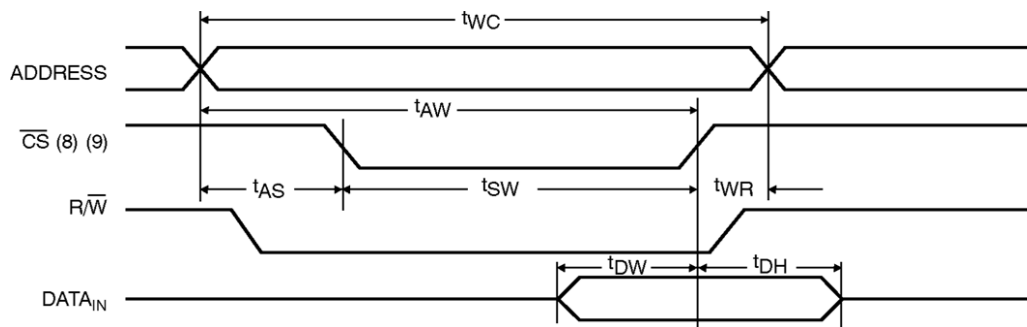 tWC
ADDRESS
tAW
CS (8) (9)
tAS tSW tWR
R/W
tDW tDH
DATAIN